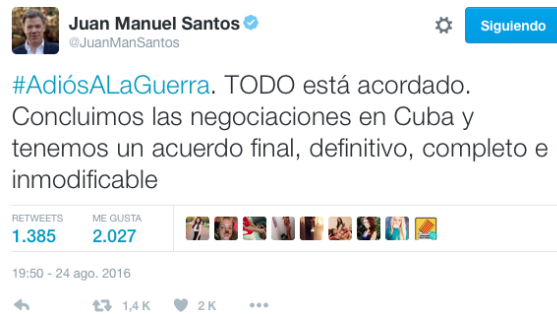 Juan Manuel Santos
@JuanManSantos
Siguiendo
#AdiósALaGuerra. TODO está acordado.
Concluimos las negociaciones en Cuba y
tenemos un acuerdo final, definitivo, completo e
inmodificable
RETWEETS ME GUSTA
1.385 2.027
19:50 - 24 ago. 2016
1,4 K 2 K